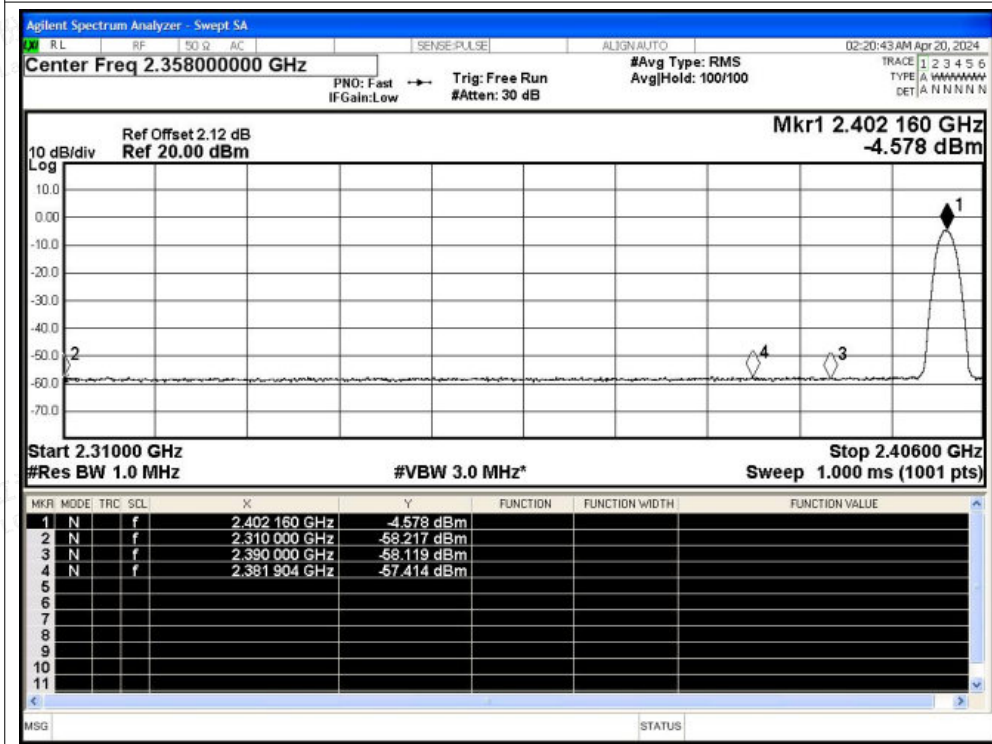 Agilent Spectrum Analyzer - Swept SA
LXI RL RF 50 Ω AC SENSE:PULSE ALIGN AUTO 02:20:43 AM Apr 20, 2024
Center Freq 2.358000000 GHz
PNO: Fast
IFGain:Low
Trig: Free Run
#Atten: 30 dB
#Avg Type: RMS
Avg|Hold: 100/100
TRACE 1 2 3 4 5 6
TYPE A WWWWWW
DET A N N N N N
Mkr1 2.402 160 GHz
-4.578 dBm
Ref Offset 2.12 dB
10 dB/div Ref 20.00 dBm
Log
10.0
0.00
-10.0
-20.0
-30.0
-40.0
-50.0
-60.0
-70.0
1
2
4
3
Start 2.31000 GHz Stop 2.40600 GHz
#Res BW 1.0 MHz #VBW 3.0 MHz* Sweep 1.000 ms (1001 pts)
MKR MODE TRC SCL X Y FUNCTION FUNCTION WIDTH FUNCTION VALUE
1 N f 2.402 160 GHz -4.578 dBm
2 N f 2.310 000 GHz -58.217 dBm
3 N f 2.390 000 GHz -58.119 dBm
4 N f 2.381 904 GHz -57.414 dBm
5
6
7
8
9
10
11
MSG STATUS